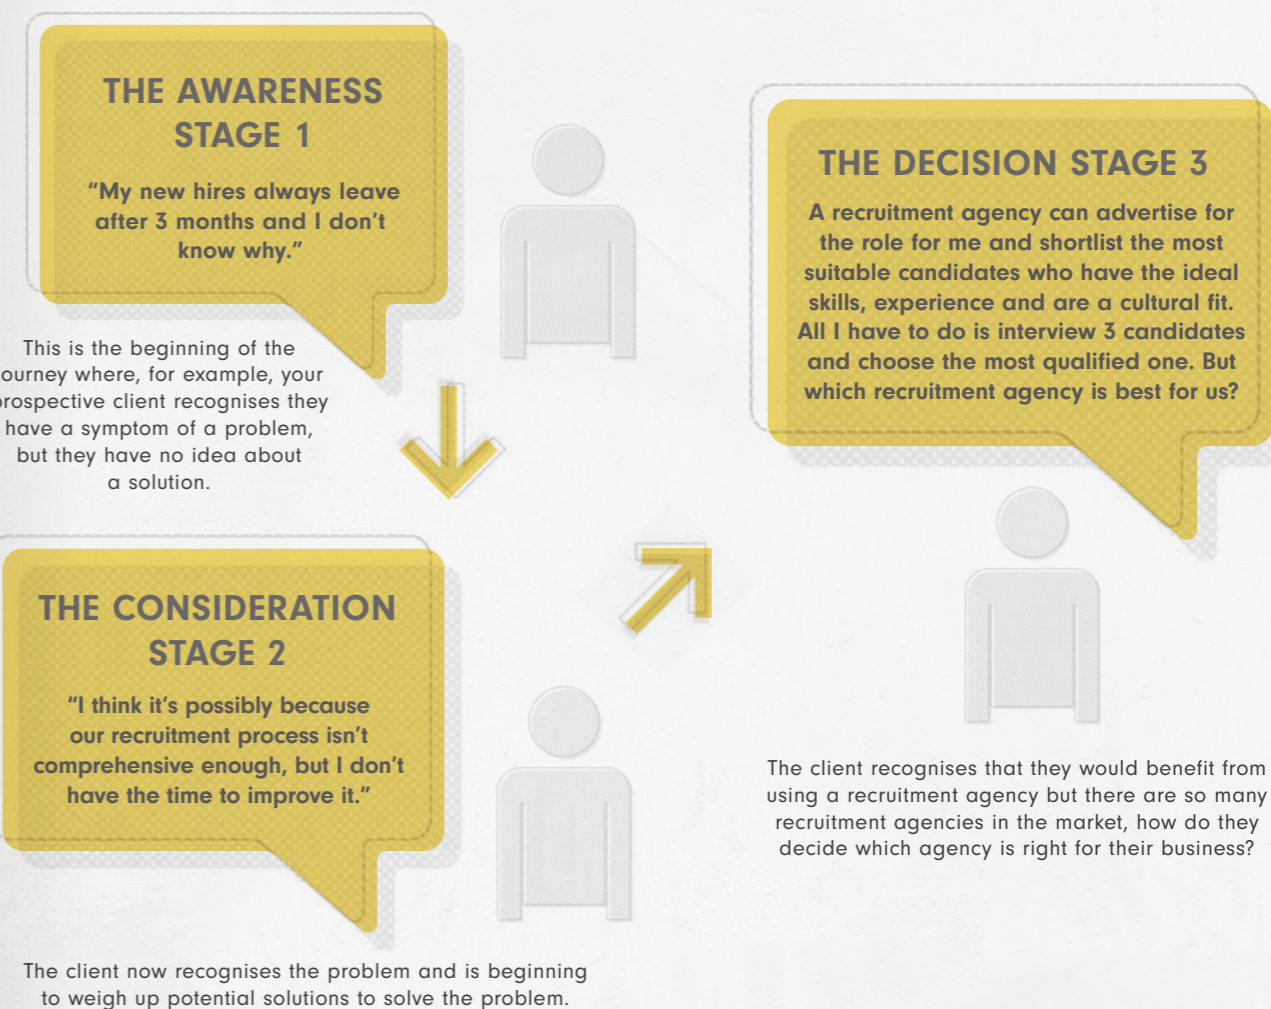 THE AWARENESS
STAGE 1
“My new hires always leave
after 3 months and I don’t
know why.”
This is the beginning of the
ourney where, for example, your
prospective client recognises they
have a symptom of a problem,
but they have no idea about
a solution.
THE CONSIDERATION
STAGE 2
“I think it’s possibly because
our recruitment process isn’t
comprehensive enough, but I don’t
have the time to improve it.”
The client now recognises the problem and is beginning
to weigh up potential solutions to solve the problem.
THE DECISION STAGE 3
A recruitment agency can advertise for
the role for me and shortlist the most
suitable candidates who have the ideal
skills, experience and are a cultural fit.
All I have to do is interview 3 candidates
and choose the most qualified one. But
which recruitment agency is best for us?
The client recognises that they would benefit from
using a recruitment agency but there are so many
recruitment agencies in the market, how do they
decide which agency is right for their business?